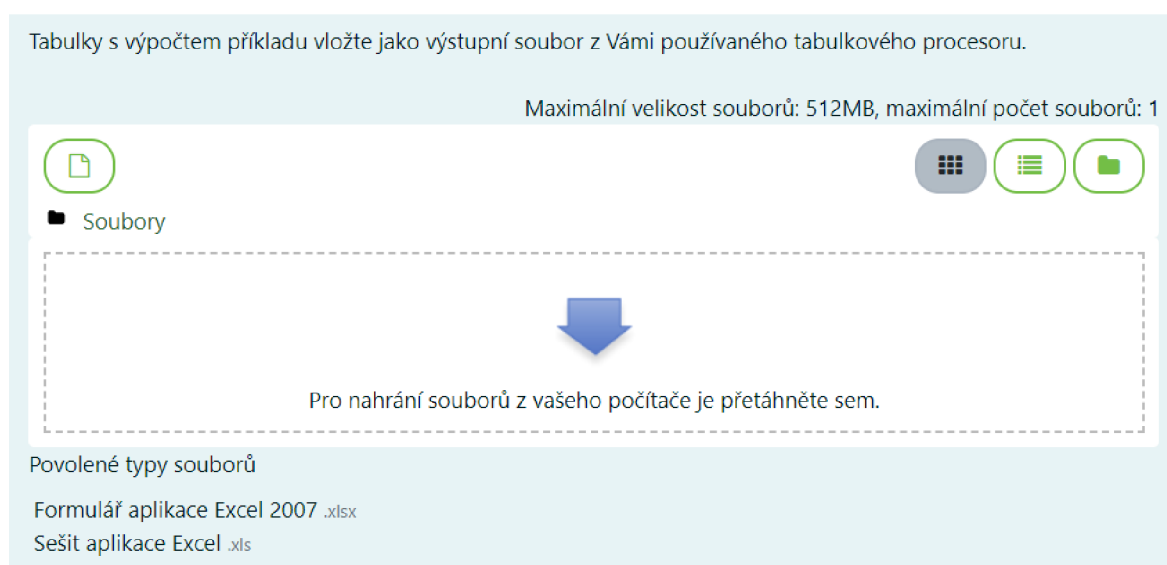 Tabulky s výpočtem příkladu vložte jako výstupní soubor z Vámi používaného tabulkového procesoru.
Maximální velikost souborů: 512MB, maximální počet souborů: 1
Soubory
Pro nahrání souborů z vašeho počítače je přetáhněte sem.
Povolené typy souborů
Formulář aplikace Excel 2007 .xlsx
Sešit aplikace Excel .xls